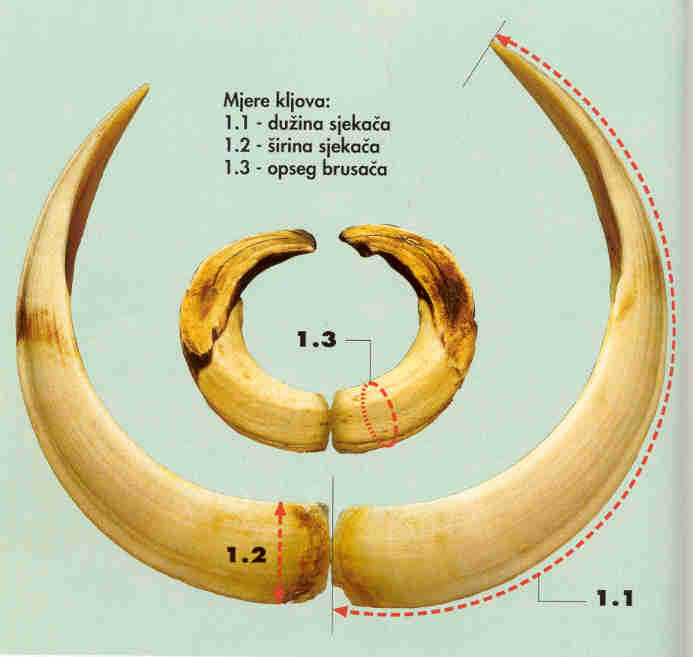 Mjere kljova:
1.1 - dužina sjekača
1.2 - širina sjekača
1.3 - opseg brusača
1.3
1.2
1.1